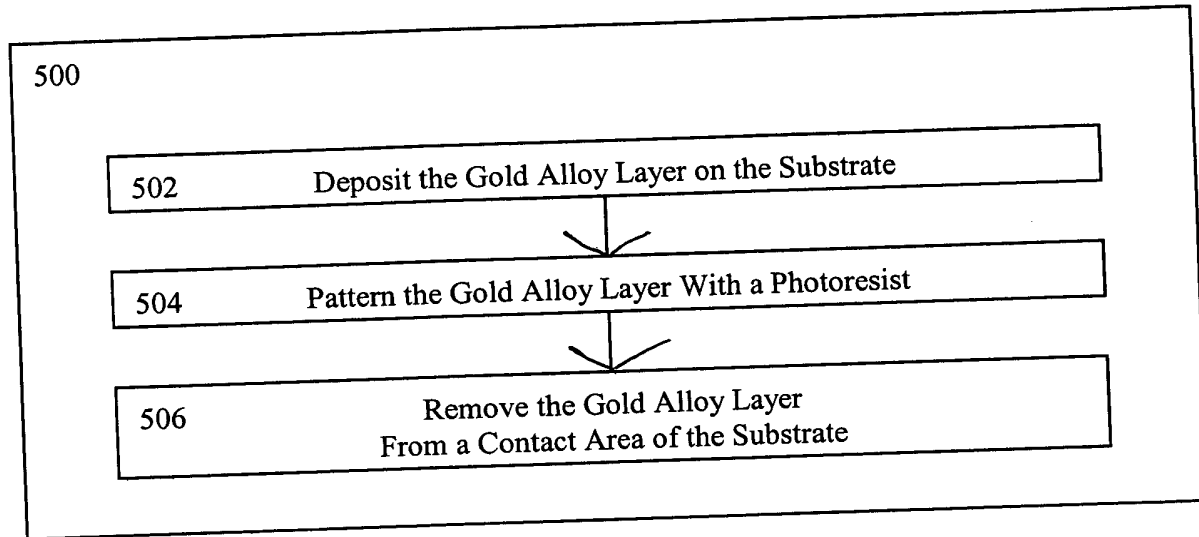 500
502 Deposit the Gold Alloy Layer on the Substrate
504 Pattern the Gold Alloy Layer With a Photoresist
506 Remove the Gold Alloy Layer
From a Contact Area of the Substrate